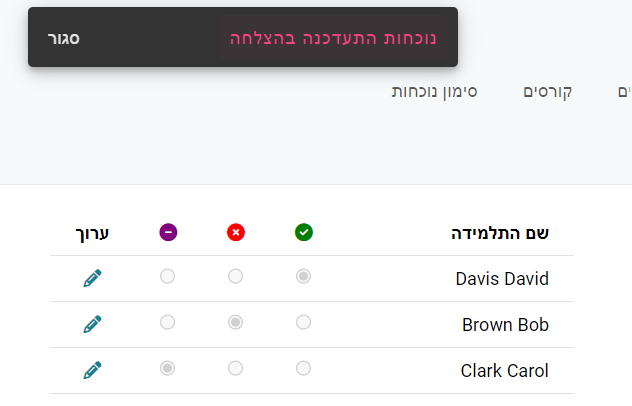 נוכחות התעדכנה בהצלחה סגור
קורסים סימון נוכחות
שם התלמידה ערוך
Davis David
Brown Bob
Clark Carol